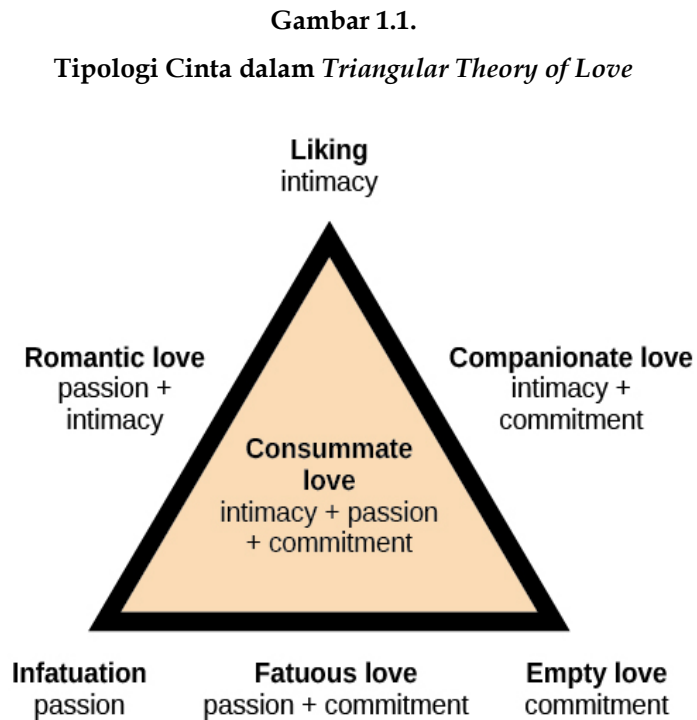 Gambar 1.1.
Tipologi Cinta dalam Triangular Theory of Love
Liking
intimacy
Romantic love
passion +
intimacy
Companionate love
intimacy +
commitment
Consummate
love
intimacy + passion
+ commitment
Infatuation
passion
Fatuous love
passion + commitment
Empty love
commitment